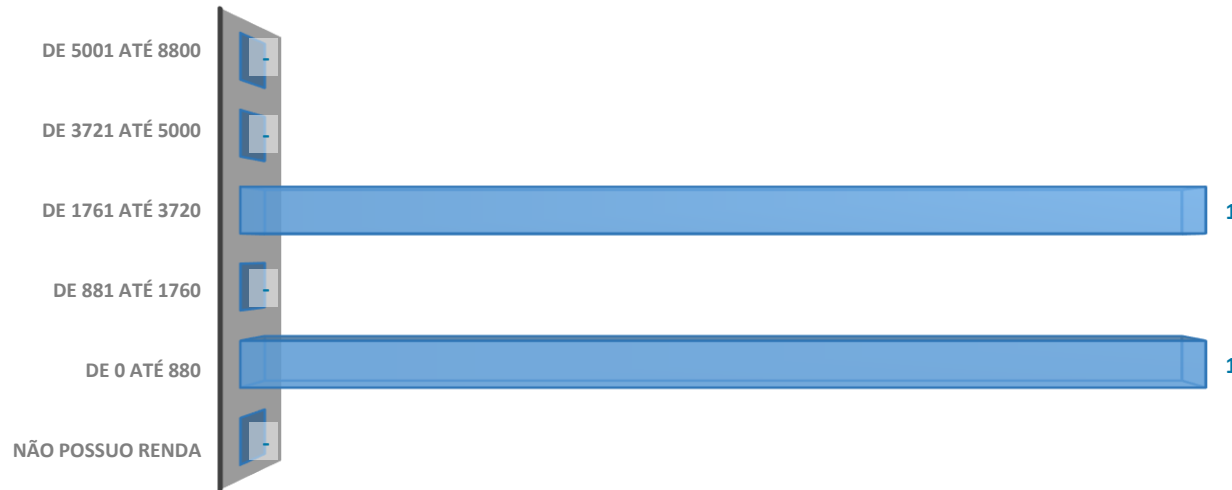 DE 5001 ATÉ 8800
-
DE 3721 ATÉ 5000
-
DE 1761 ATÉ 3720
1
DE 881 ATÉ 1760
-
DE 0 ATÉ 880
1
NÃO POSSUO RENDA
-